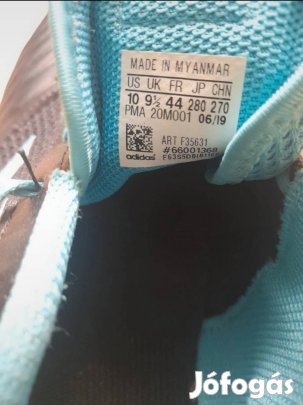 MADE IN MYANMAR
US UK FR JP CHN
10 9½ 44 280 270
PMA 20M001 06/19
ART F35631
#66001368
adidas
Jófogás